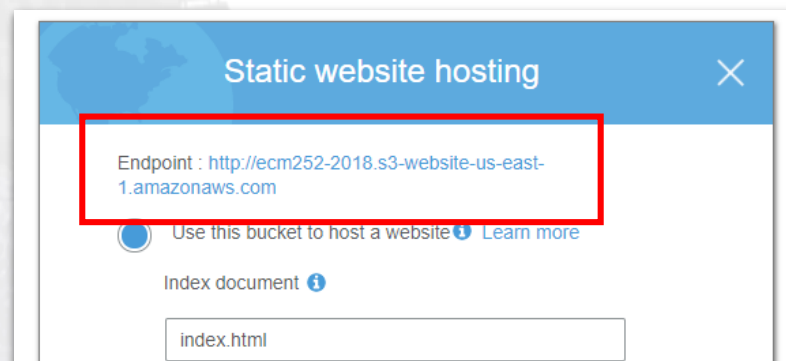 Static website hosting
Endpoint : http://ecm252-2018.s3-website-us-east-
1.amazonaws.com
Use this bucket to host a website Learn more
Index document
index.html